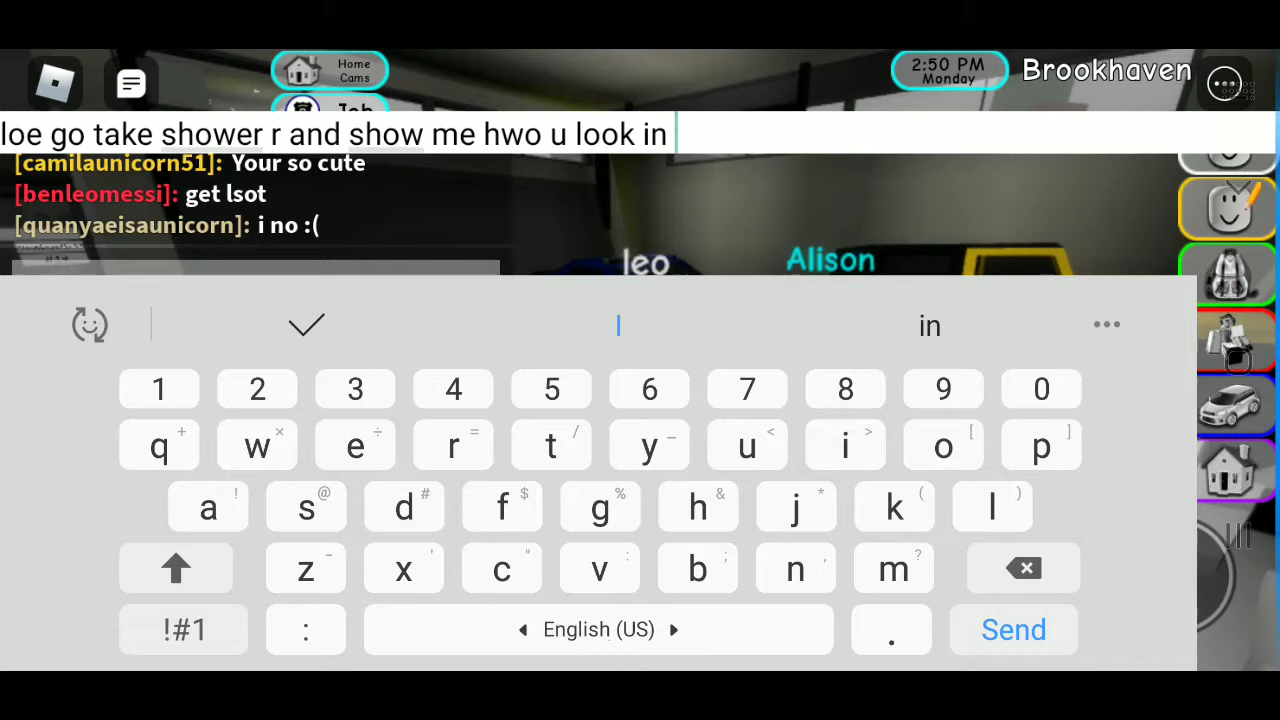 Home
Cams
2:50 PM
Monday
Brookhaven
Job
loe go take shower r and show me hwo u look in
[camilaunicorn51]: Your so cute
[benleomessi]: get lsot
[quanyaeisaunicorn]: i no :(
leo
Alison
I in
1 2 3 4 5 6 7 8 9 0
q + w × e ÷ r = t / y _ u < i > o [ p ]
a ! s @ d # f $ g % h & j * k ( l )
z - x ' c " v : b ; n , m ?
!#1 : English (US) . Send